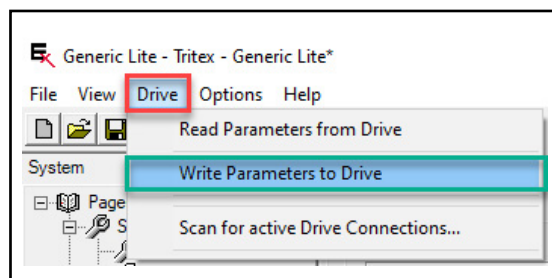 Generic Lite - Tritex - Generic Lite*
File View Drive Options Help
Read Parameters from Drive
System
Write Parameters to Drive
Page
S
Scan for active Drive Connections...